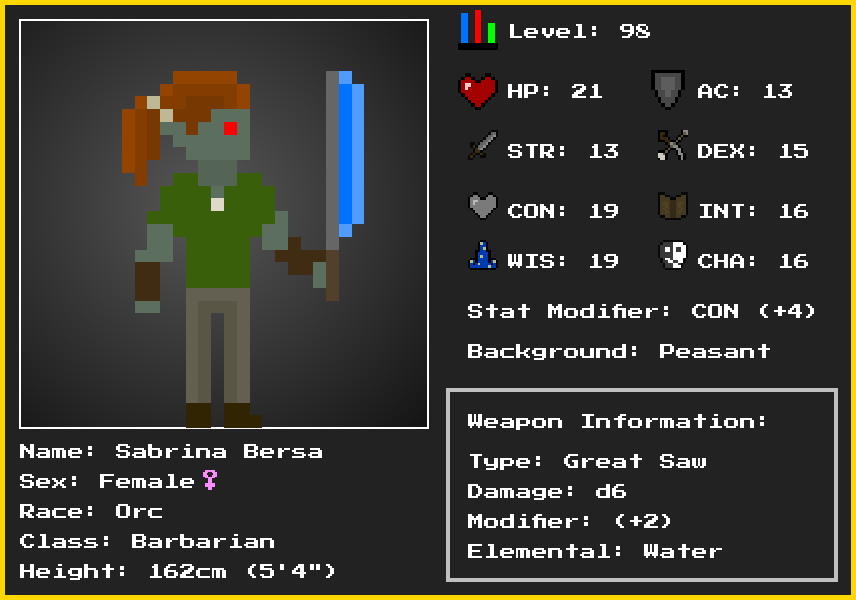 Level: 98
HP: 21 AC: 13
STR: 13 DEX: 15
CON: 19 INT: 16
WIS: 19 CHA: 16
Stat Modifier: CON (+4)
Background: Peasant
Weapon Information:
Type: Great Saw
Damage: d6
Modifier: (+2)
Elemental: Water
Name: Sabrina Bersa
Sex: Female♀
Race: Orc
Class: Barbarian
Height: 162cm (5'4")